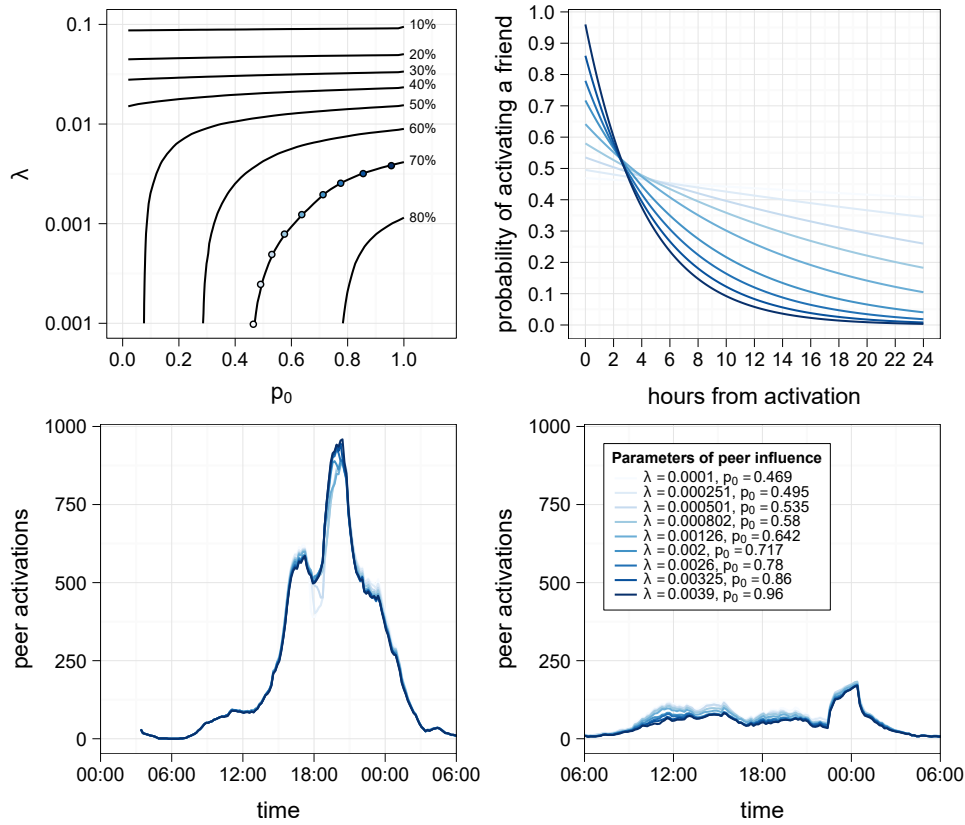 0.1
0.01
0.001
0.001
λ
10%
20%
30%
40%
50%
60%
70%
80%
0.0 0.2 0.4 0.6 0.8 1.0
p0
1.0
0.9
0.8
0.7
0.6
0.5
0.4
0.3
0.2
0.1
0.0
probability of activating a friend
0 2 4 6 8 10 12 14 16 18 20 22 24
hours from activation
1000
750
500
250
0
peer activations
00:00 06:00 12:00 18:00 00:00 06:00
time
1000
750
500
250
0
peer activations
Parameters of peer influence
λ = 0.0001, p0 = 0.469
λ = 0.000251, p0 = 0.495
λ = 0.000501, p0 = 0.535
λ = 0.000802, p0 = 0.58
λ = 0.00126, p0 = 0.642
λ = 0.002, p0 = 0.717
λ = 0.0026, p0 = 0.78
λ = 0.00325, p0 = 0.86
λ = 0.0039, p0 = 0.96
06:00 12:00 18:00 00:00 06:00
time